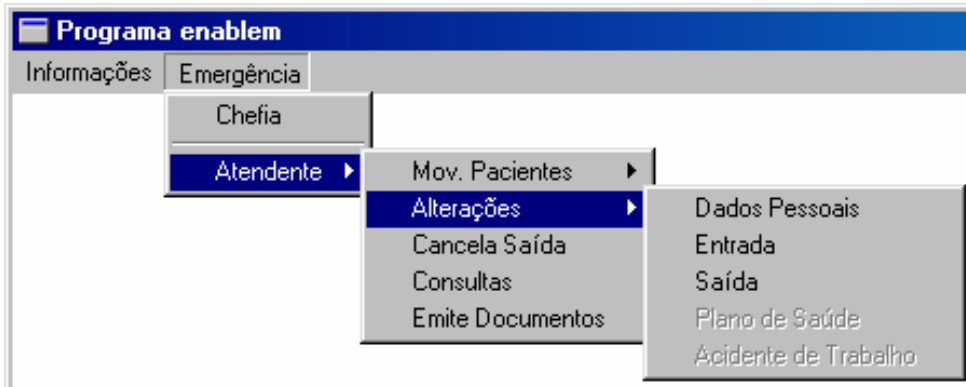 Programa enablem
Informações Emergência
Chefia
Atendente
Mov. Pacientes
Alterações
Cancela Saída
Consultas
Emite Documentos
Dados Pessoais
Entrada
Saída
Plano de Saúde
Acidente de Trabalho